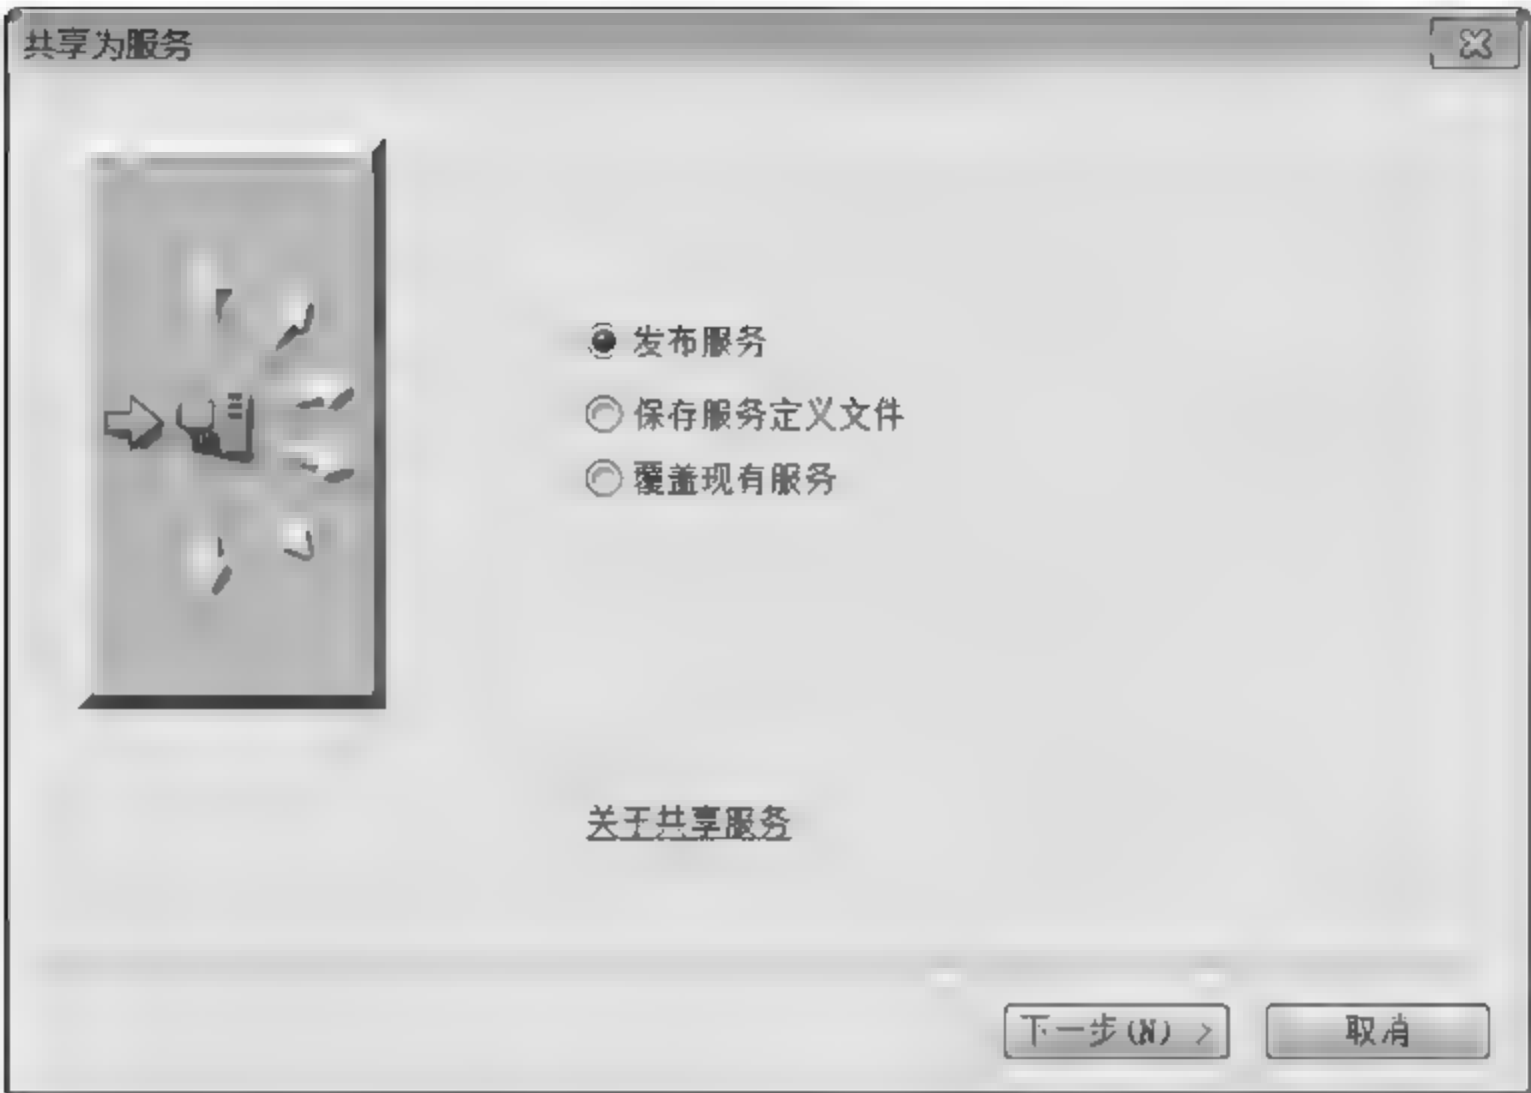 共享为服务
发布服务
保存服务定义文件
覆盖现有服务
关于共享服务
下一步(N) >
取消